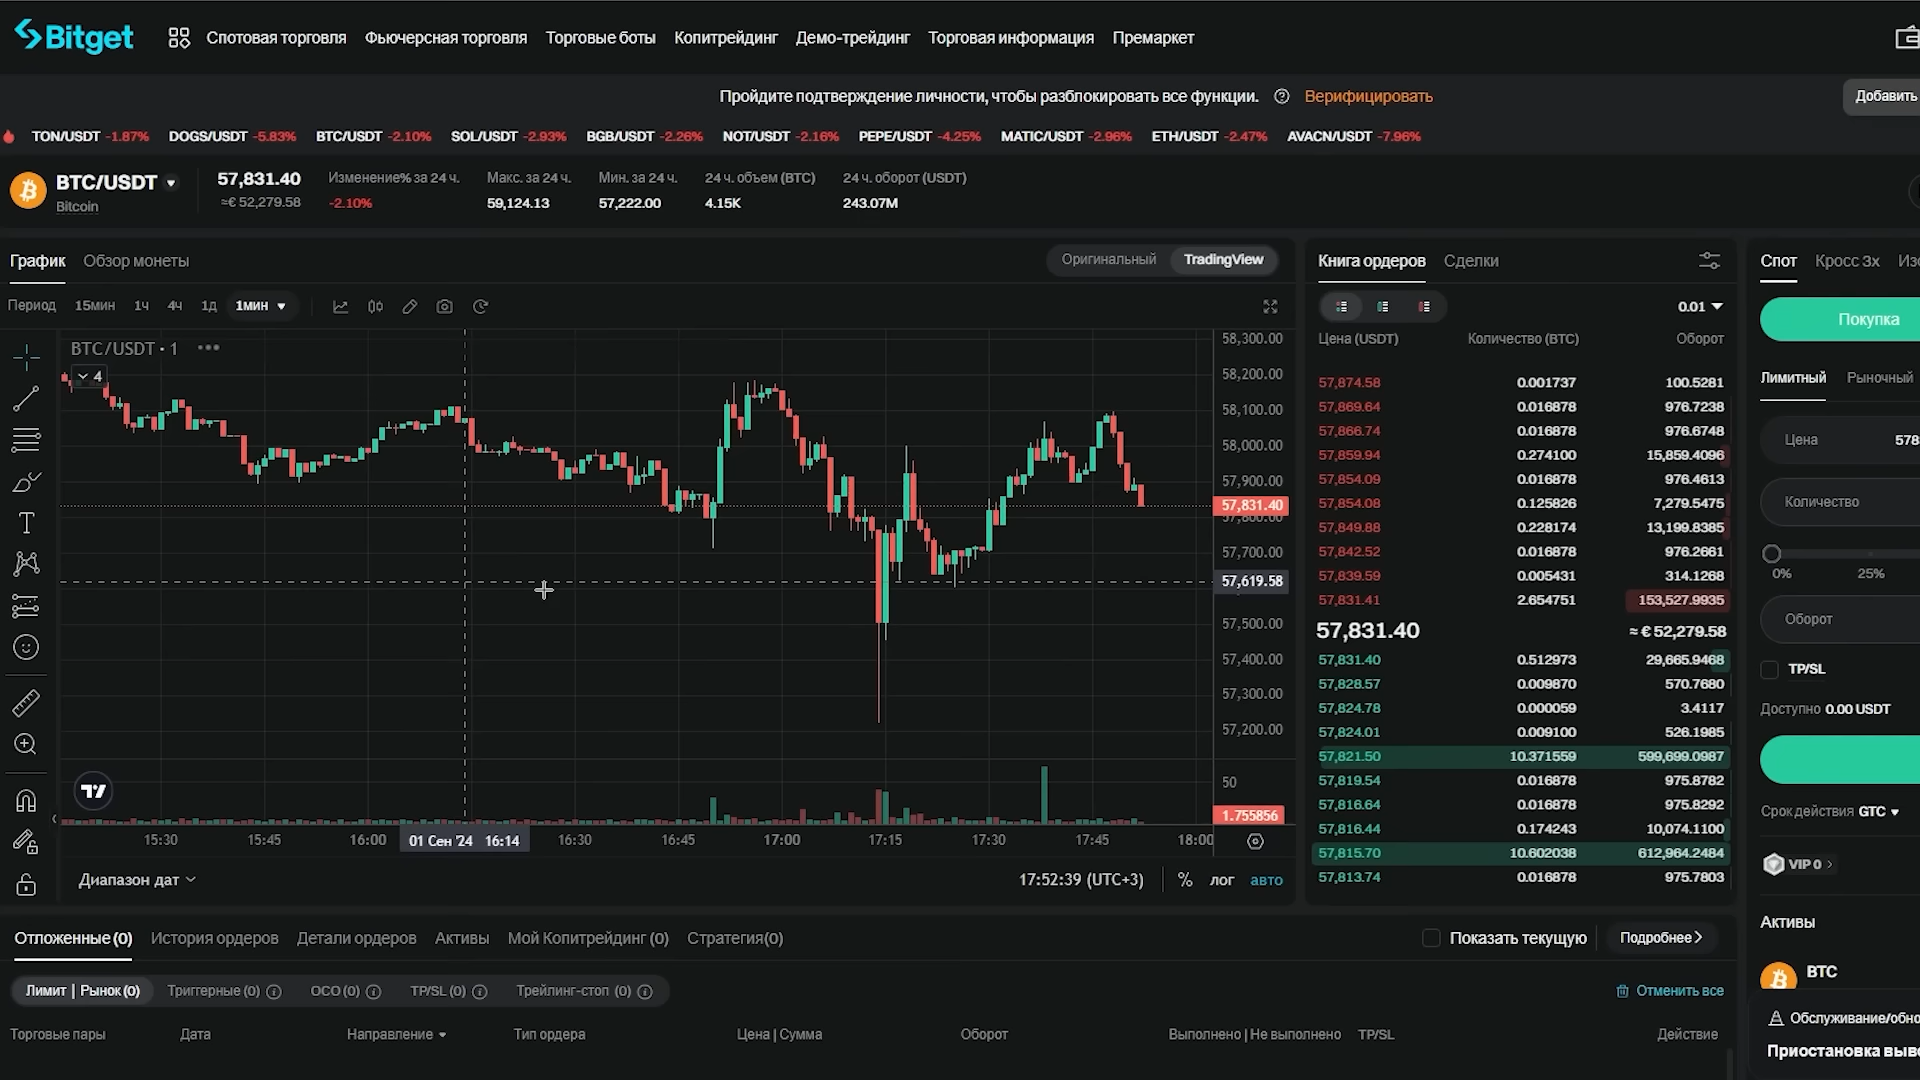 Bitget
Спотовая торговля Фьючерсная торговля Торговые боты Копитрейдинг Демо-трейдинг Торговая информация Премаркет
Пройдите подтверждение личности, чтобы разблокировать все функции. Верифицировать
Добавить
TON/USDT -1.87% DOGS/USDT -5.83% BTC/USDT -2.10% SOL/USDT -2.93% BGB/USDT -2.26% NOT/USDT -2.16% PEPE/USDT -4.25% MATIC/USDT -2.96% ETH/USDT -2.47% AVACN/USDT -7.96%
BTC/USDT 57,831.40 Изменение% за 24 ч. Макс. за 24 ч. Мин. за 24 ч. 24 ч. объем (BTC) 24 ч. оборот (USDT)
Bitcoin ≈€ 52,279.58 -2.10% 59,124.13 57,222.00 4.15K 243.07M
График Обзор монеты Оригинальный TradingView
Период 15мин 1ч 4ч 1д 1мин
BTC/USDT · 1
4
58,300.00
58,200.00
58,100.00
58,000.00
57,900.00
57,831.40
57,800.00
57,700.00
57,619.58
57,500.00
57,400.00
57,300.00
57,200.00
50
1.755856
15:30 15:45 16:00 01 Сен '24 16:14 16:30 16:45 17:00 17:15 17:30 17:45 18:00
Диапазон дат 17:52:39 (UTC+3) % лог авто
Книга ордеров Сделки
0.01
Цена (USDT) Количество (BTC) Оборот
57,874.58 0.001737 100.5281
57,869.64 0.016878 976.7238
57,866.74 0.016878 976.6748
57,859.94 0.274100 15,859.4096
57,854.09 0.016878 976.4613
57,854.08 0.125826 7,279.5475
57,849.88 0.228174 13,199.8385
57,842.52 0.016878 976.2661
57,839.59 0.005431 314.1268
57,831.41 2.654751 153,527.9935
57,831.40 ≈ € 52,279.58
57,831.40 0.512973 29,665.9468
57,828.57 0.009870 570.7680
57,824.78 0.000059 3.4117
57,824.01 0.009100 526.1985
57,821.50 10.371559 599,699.0987
57,819.54 0.016878 975.8782
57,816.64 0.016878 975.8292
57,816.44 0.174243 10,074.1100
57,815.70 10.602038 612,964.2484
57,813.74 0.016878 975.7803
Спот Кросс 3x Изо
Покупка
Лимитный Рыночный
Цена 578
Количество
0% 25%
Оборот
TP/SL
Доступно 0.00 USDT
Срок действия GTC
VIP 0
Активы
BTC
Обслуживание/обно
Приостановка выво
Отложенные (0) История ордеров Детали ордеров Активы Мой Копитрейдинг (0) Стратегия(0) Показать текущую Подробнее
Лимит | Рынок (0) Триггерные (0) OCO (0) TP/SL (0) Трейлинг-стоп (0) Отменить все
Торговые пары Дата Направление Тип ордера Цена | Сумма Оборот Выполнено | Не выполнено TP/SL Действие